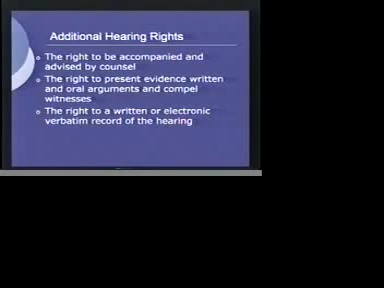 Additional Hearing Rights
The right to be accompanied and
advised by counsel
The right to present evidence written
and oral arguments and compel
witnesses
The right to a written or electronic
verbatim record of the hearing